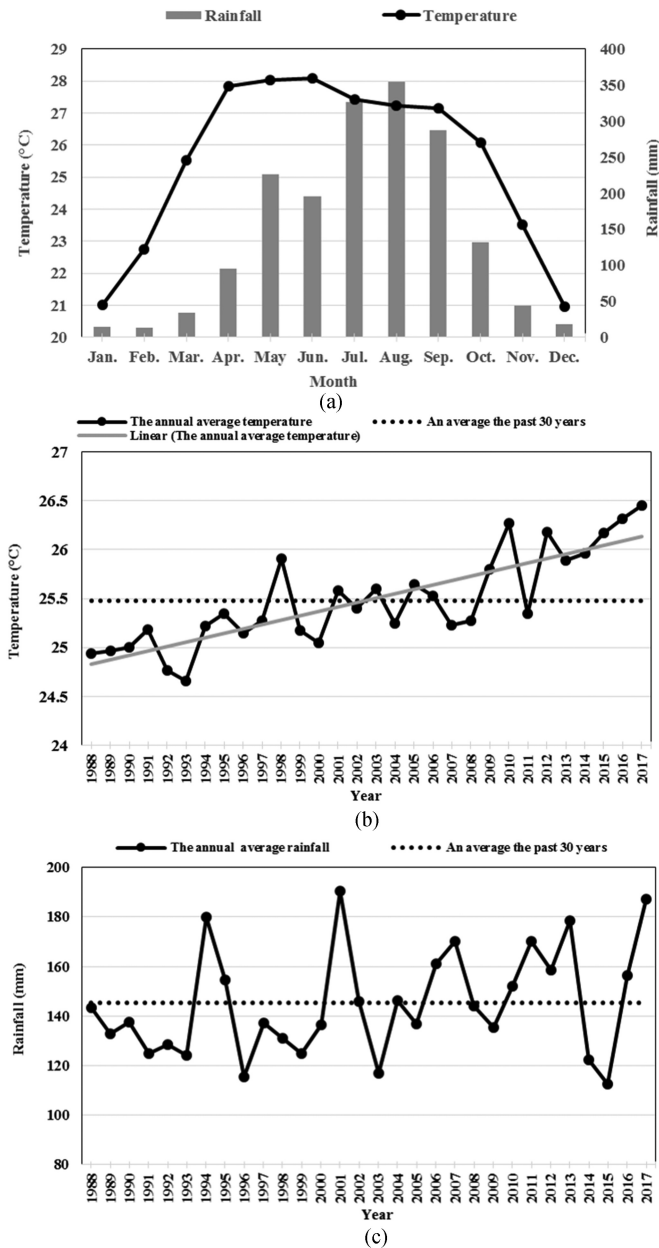 Rainfall Temperature
29 400
28 350
27 300
26 250
25 200
24 150
23 100
22 50
21 0
20
Temperature (°C)
Rainfall (mm)
Jan. Feb. Mar. Apr. May Jun. Jul. Aug. Sep. Oct. Nov. Dec.
Month
(a)
The annual average temperature An average the past 30 years
Linear (The annual average temperature)
27
26.5
26
25.5
25
24.5
24
Temperature (°C)
1988 1989 1990 1991 1992 1993 1994 1995 1996 1997 1998 1999 2000 2001 2002 2003 2004 2005 2006 2007 2008 2009 2010 2011 2012 2013 2014 2015 2016 2017
Year
(b)
The annual average rainfall An average the past 30 years
200
180
160
140
120
100
80
Rainfall (mm)
1988 1989 1990 1991 1992 1993 1994 1995 1996 1997 1998 1999 2000 2001 2002 2003 2004 2005 2006 2007 2008 2009 2010 2011 2012 2013 2014 2015 2016 2017
Year
(c)